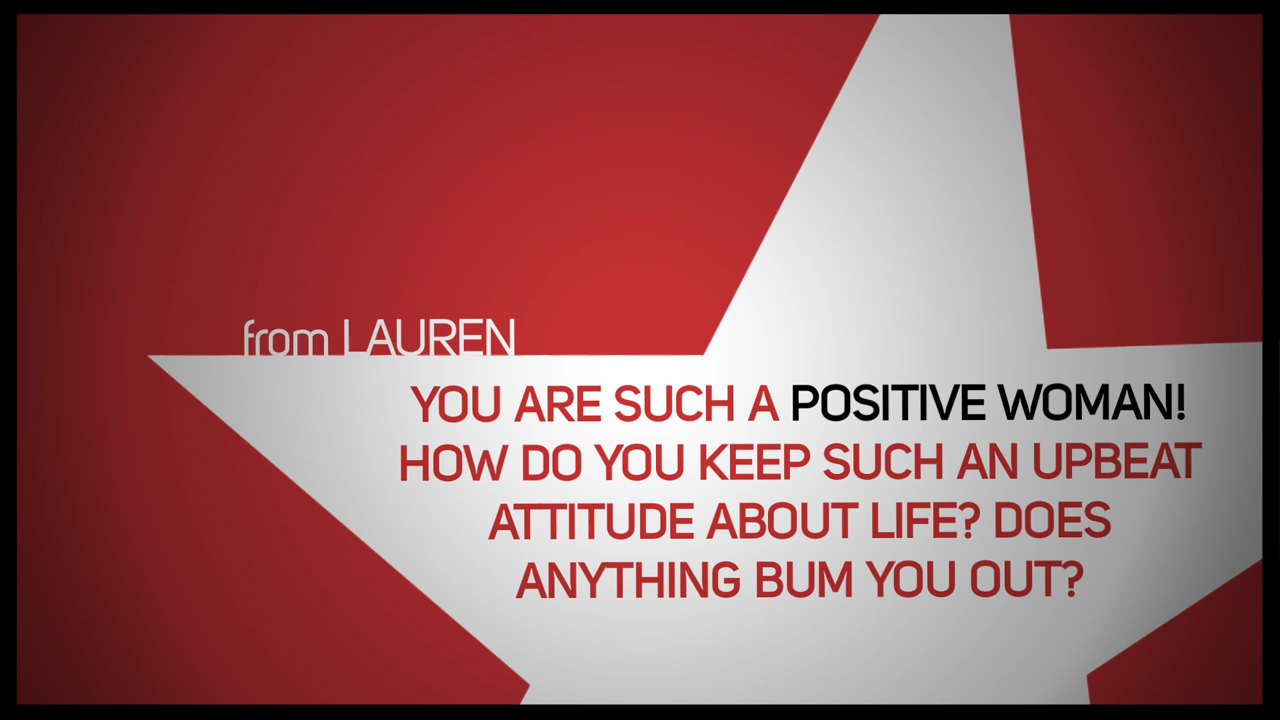 from LAUREN
YOU ARE SUCH A POSITIVE WOMAN!
HOW DO YOU KEEP SUCH AN UPBEAT
ATTITUDE ABOUT LIFE? DOES
ANYTHING BUM YOU OUT?